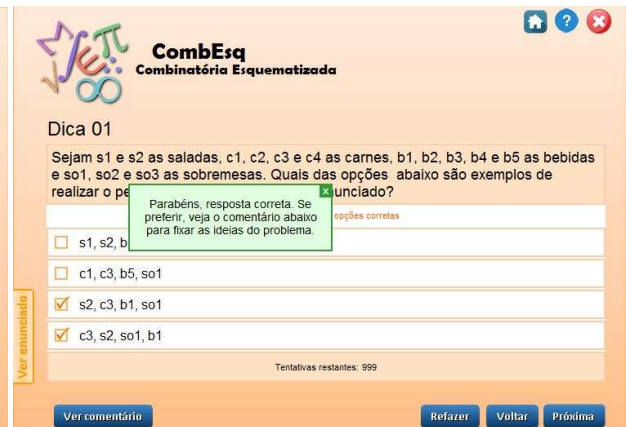 CombEsq
Combinatória Esquematizada
Dica 01
Sejam s1 e s2 as saladas, c1, c2, c3 e c4 as carnes, b1, b2, b3, b4 e b5 as bebidas
e so1, so2 e so3 as sobremesas. Quais das opções abaixo são exemplos de
realizar o
Parabéns, resposta correta. Se
preferir, veja o comentário abaixo
para fixar as ideias do problema.
x
opções corretas
s1, s2, b
c1, c3, b5, so1
s2, c3, b1, so1
c3, s2, so1, b1
Tentativas restantes: 999
Ver enunciado
Ver comentário
Refazer
Voltar
Próxima